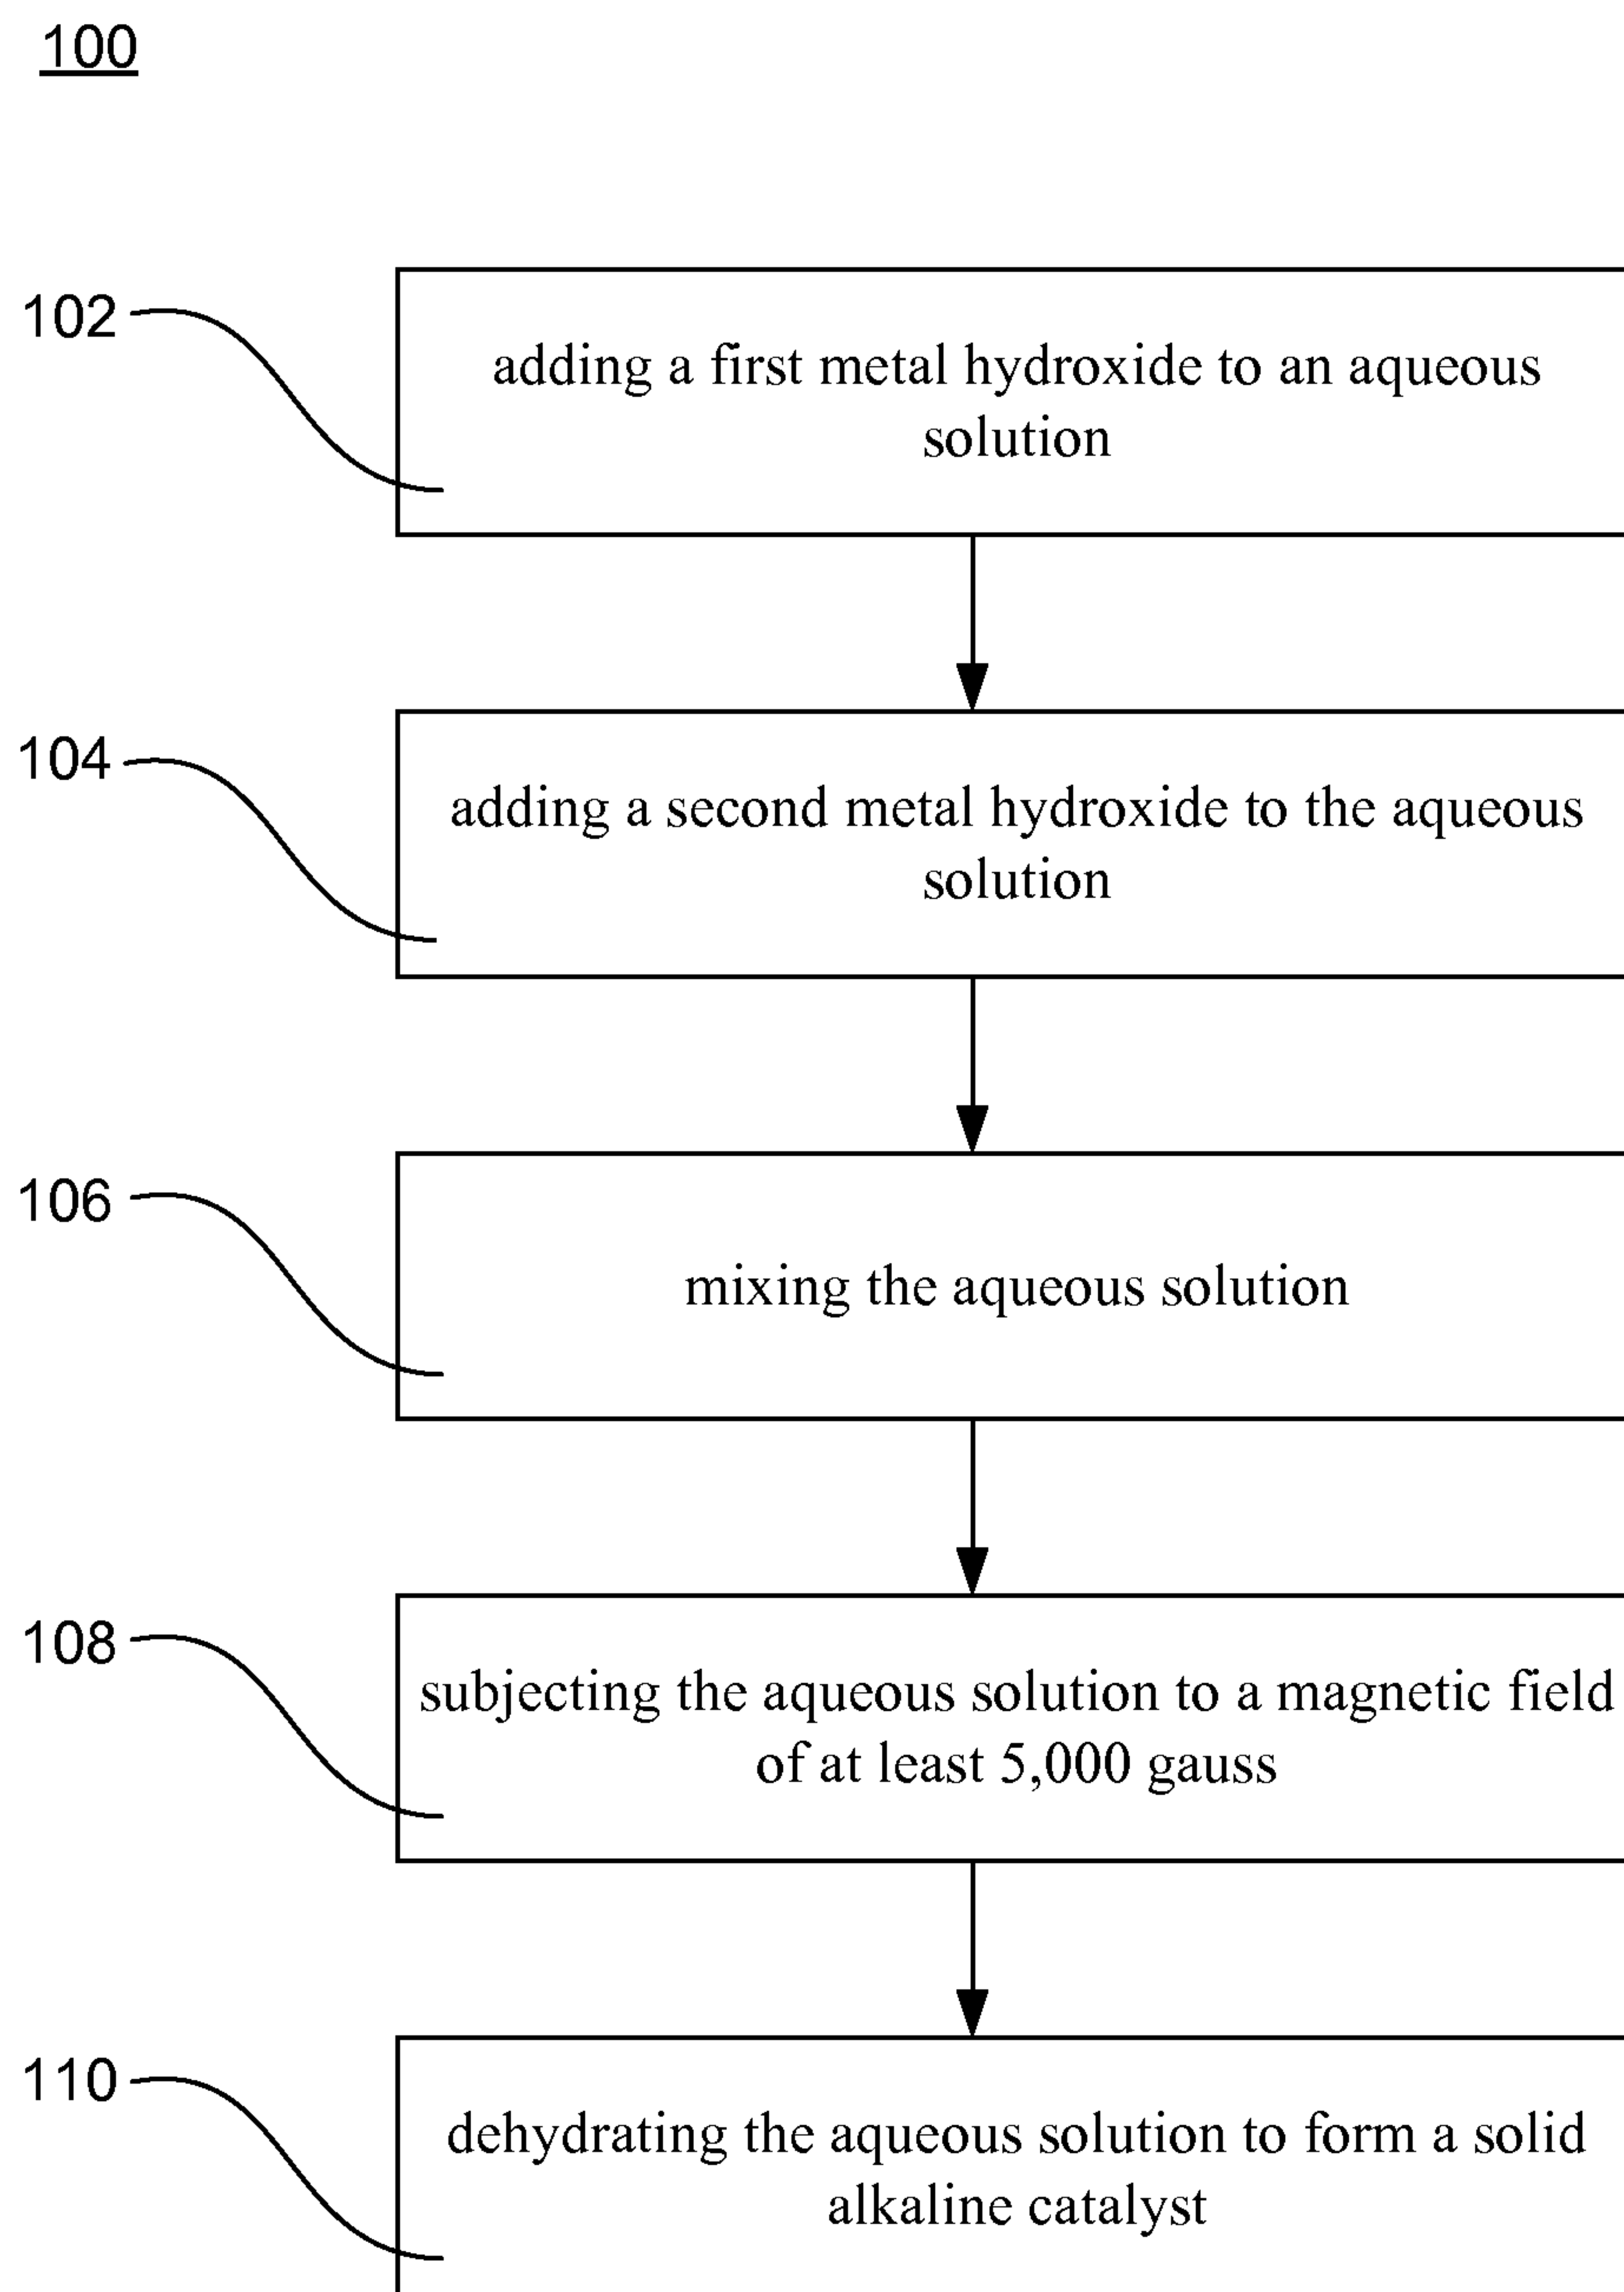 100
102
adding a first metal hydroxide to an aqueous
solution
104
adding a second metal hydroxide to the aqueous
solution
106
mixing the aqueous solution
108
subjecting the aqueous solution to a magnetic field
of at least 5,000 gauss
110
dehydrating the aqueous solution to form a solid
alkaline catalyst